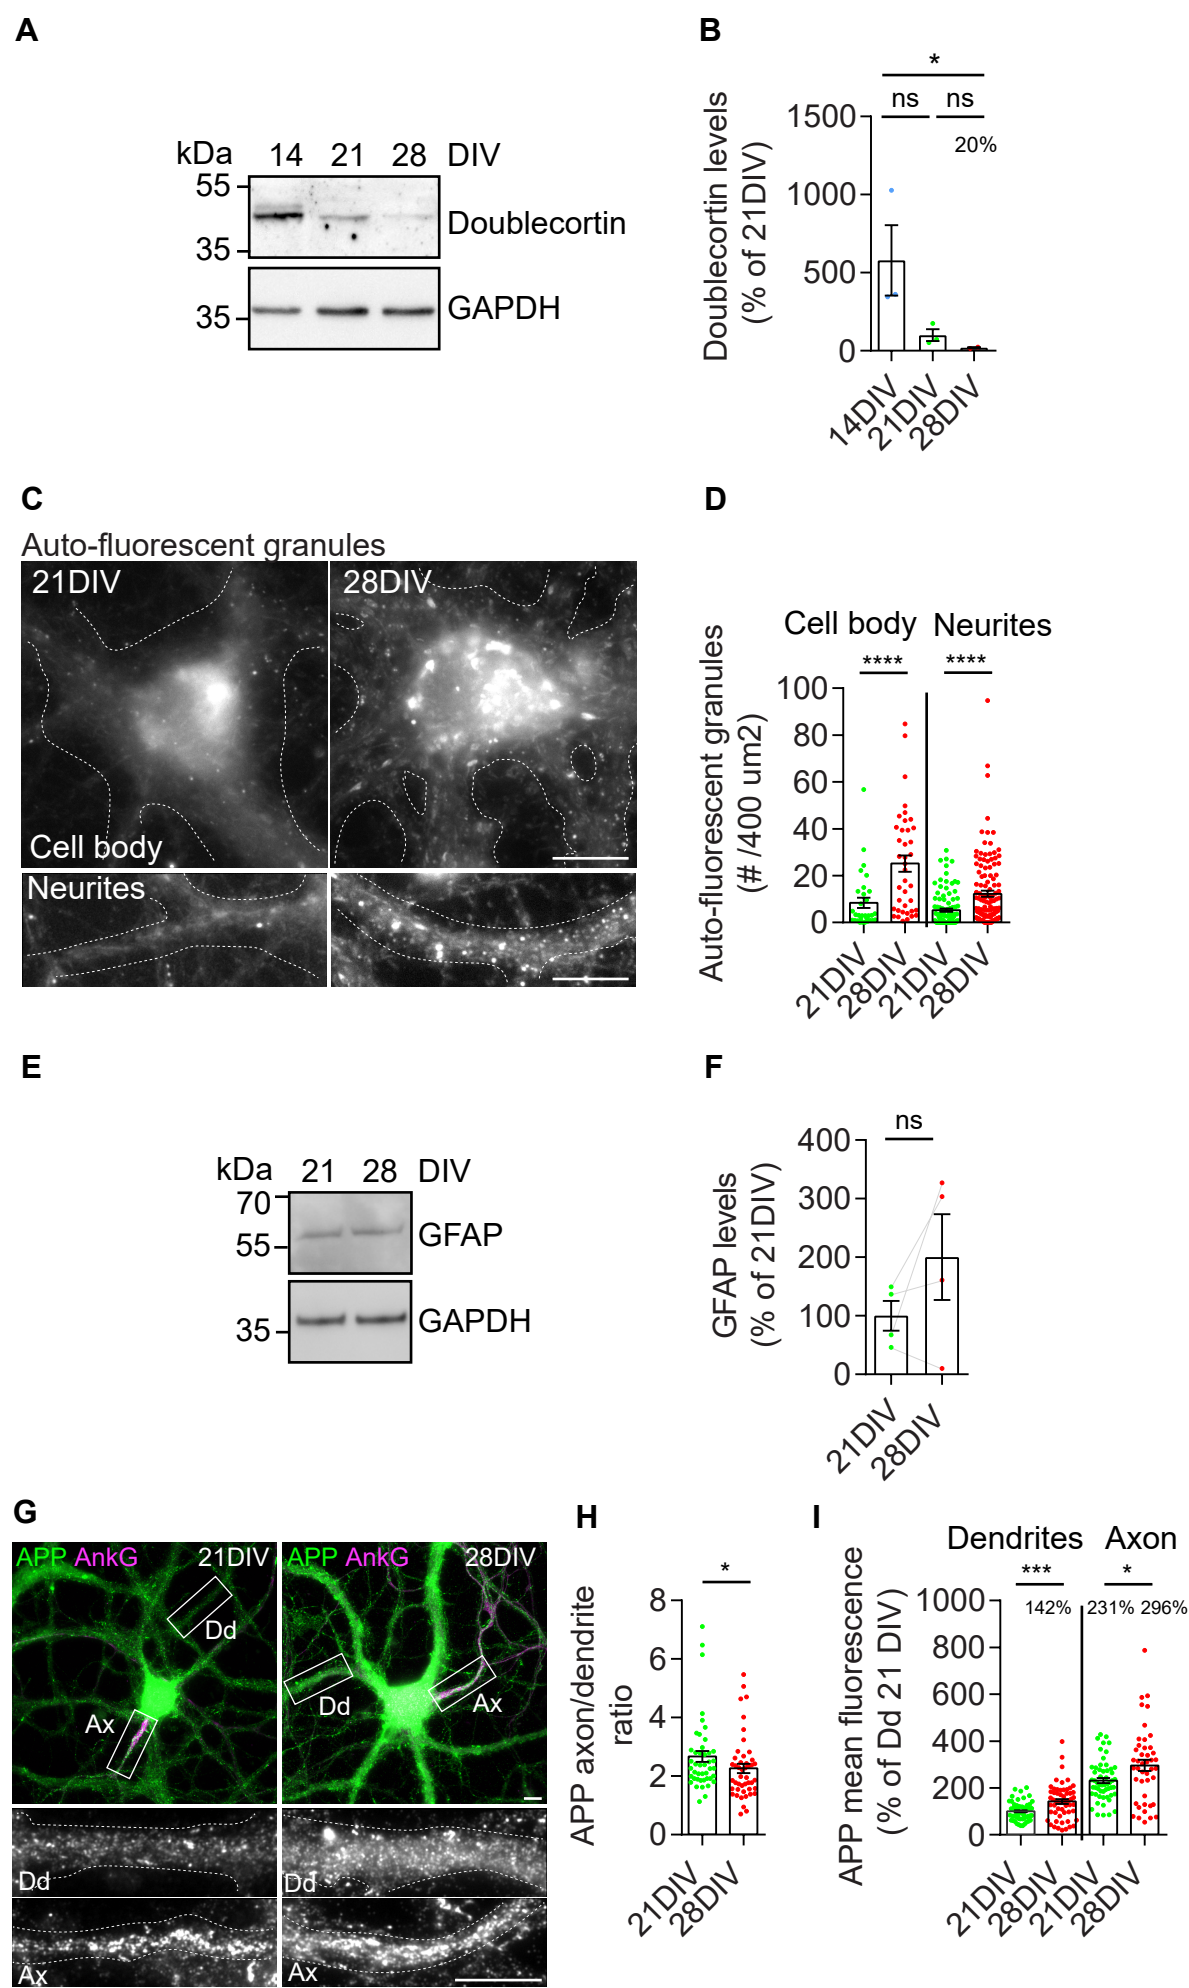 A
kDa 14 21 28 DIV
55
Doublecortin
35
35
GAPDH
B
*
ns ns
20%
Doublecortin levels
(% of 21DIV)
1500
1000
500
0
14DIV
21DIV
28DIV
C
Auto-fluorescent granules
21DIV
28DIV
Cell body
Neurites
D
Cell body Neurites
**** ****
Auto-fluorescent granules
(# /400 um2)
100
80
60
40
20
0
21DIV
28DIV
21DIV
28DIV
E
kDa 21 28 DIV
70
GFAP
55
GAPDH
35
F
ns
GFAP levels
(% of 21DIV)
400
300
200
100
0
21DIV
28DIV
G
APP AnkG 21DIV
Dd
Ax
APP AnkG 28DIV
Dd
Ax
Dd
Dd
Ax
Ax
H
*
APP axon/dendrite
ratio
8
6
4
2
0
21DIV
28DIV
I
Dendrites Axon
*** *
142% 231% 296%
APP mean fluorescence
(% of Dd 21 DIV)
1000
800
600
400
200
0
21DIV
28DIV
21DIV
28DIV